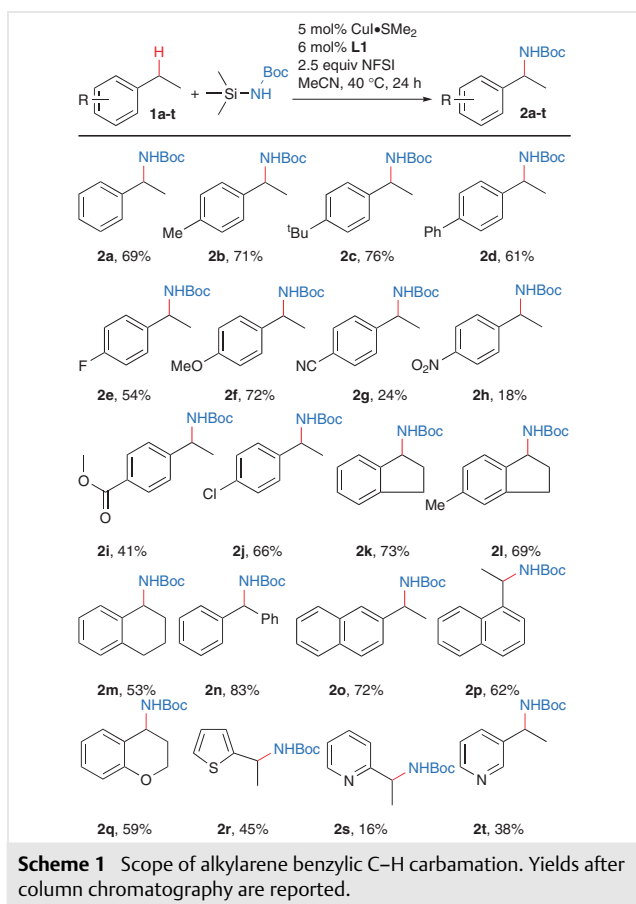 5 mol% CuI•SMe2
6 mol% L1
2.5 equiv NFSI
MeCN, 40 °C, 24 h
H
R
1a-t
+
Si
NH
Boc
NHBoc
R
2a-t
NHBoc
NHBoc
NHBoc
NHBoc
Me
tBu
Ph
2a, 69%
2b, 71%
2c, 76%
2d, 61%
NHBoc
NHBoc
NHBoc
NHBoc
F
MeO
NC
O2N
2e, 54%
2f, 72%
2g, 24%
2h, 18%
NHBoc
NHBoc
NHBoc
NHBoc
O
O
Cl
Me
2i, 41%
2j, 66%
2k, 73%
2l, 69%
NHBoc
NHBoc
NHBoc
NHBoc
Ph
2m, 53%
2n, 83%
2o, 72%
2p, 62%
NHBoc
NHBoc
NHBoc
NHBoc
O
S
N
N
2q, 59%
2r, 45%
2s, 16%
2t, 38%
Scheme 1 Scope of alkylarene benzylic C–H carbamation. Yields after
column chromatography are reported.